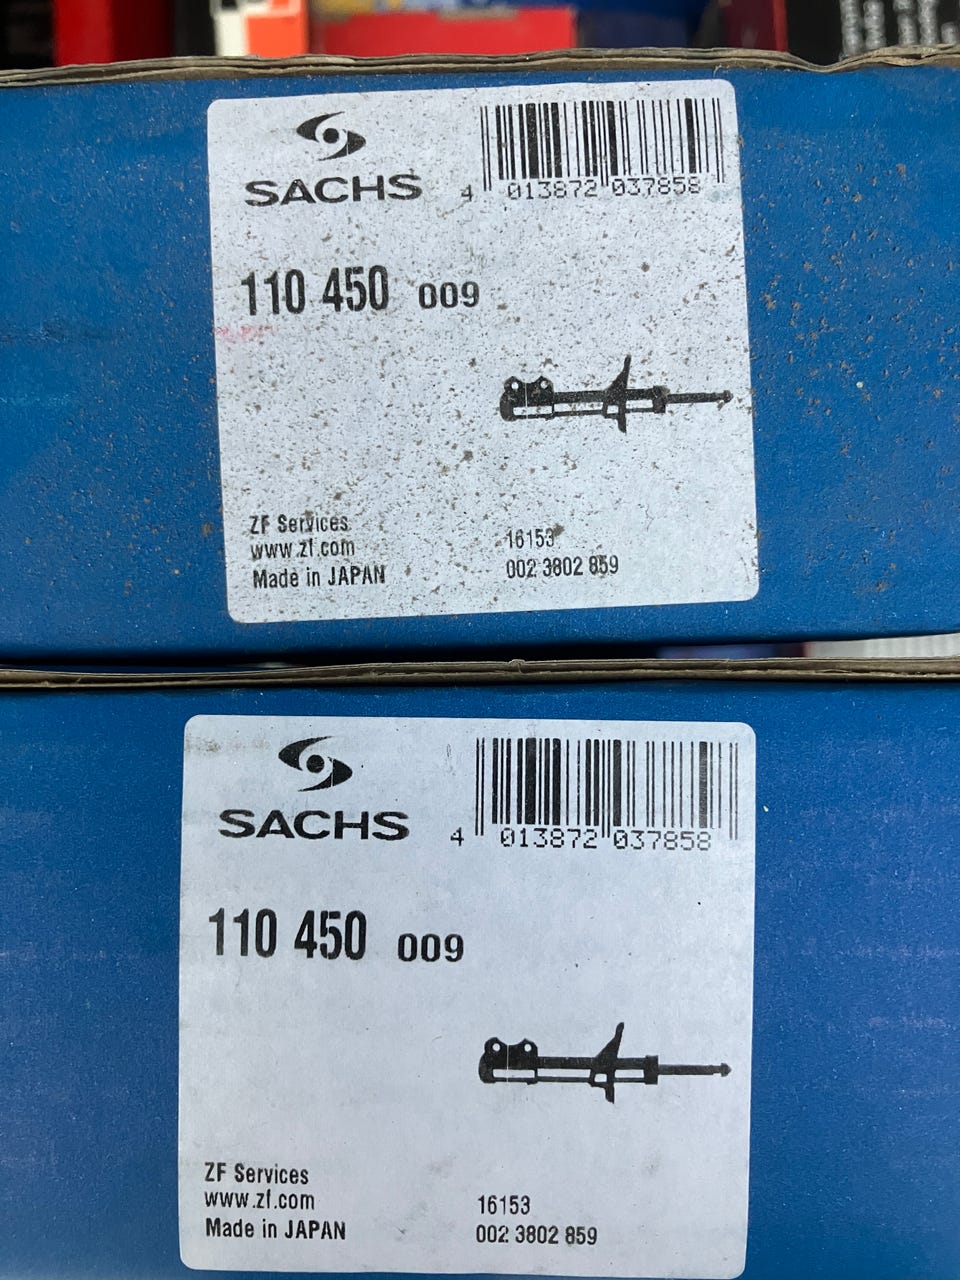 SACHS
4 013872 037858
110 450 009
ZF Services
www.zf.com
Made in JAPAN
16153
002 3802 859
SACHS
4 013872 037858
110 450 009
ZF Services
www.zf.com
Made in JAPAN
16153
002 3802 859